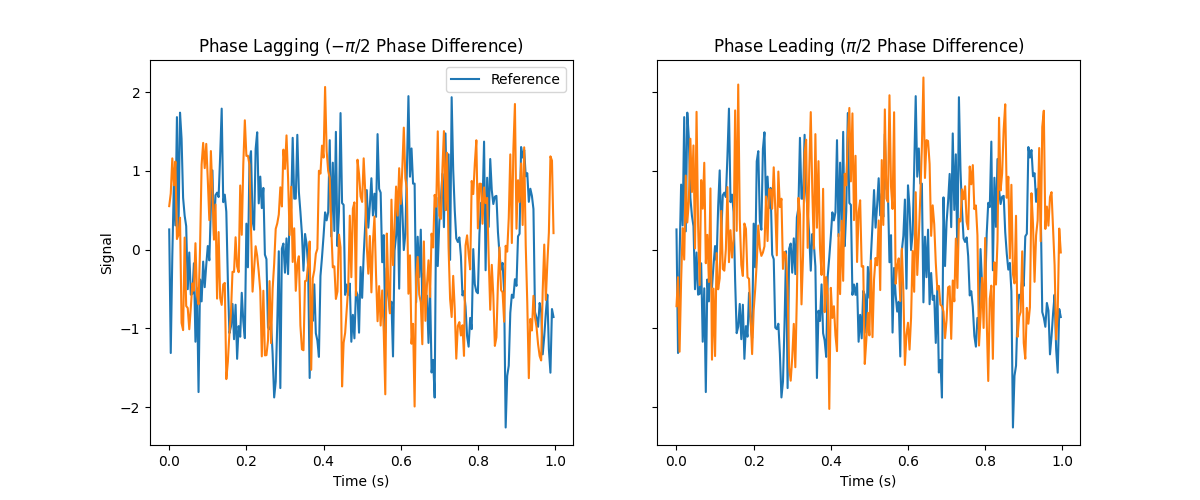 Phase Lagging (−π/2 Phase Difference)
Reference
Signal
2
1
0
−1
−2
0.0 0.2 0.4 0.6 0.8 1.0
Time (s)
Phase Leading (π/2 Phase Difference)
0.0 0.2 0.4 0.6 0.8 1.0
Time (s)